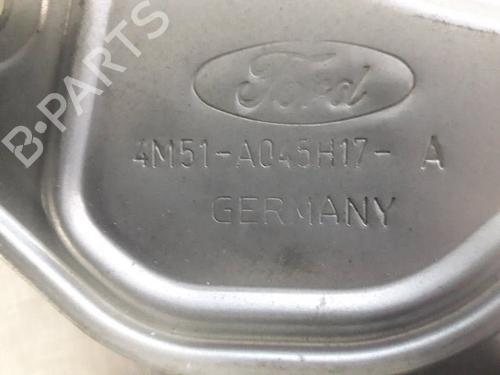 B-PARTS
Ford
4M51-A045H17- A
GERMANY